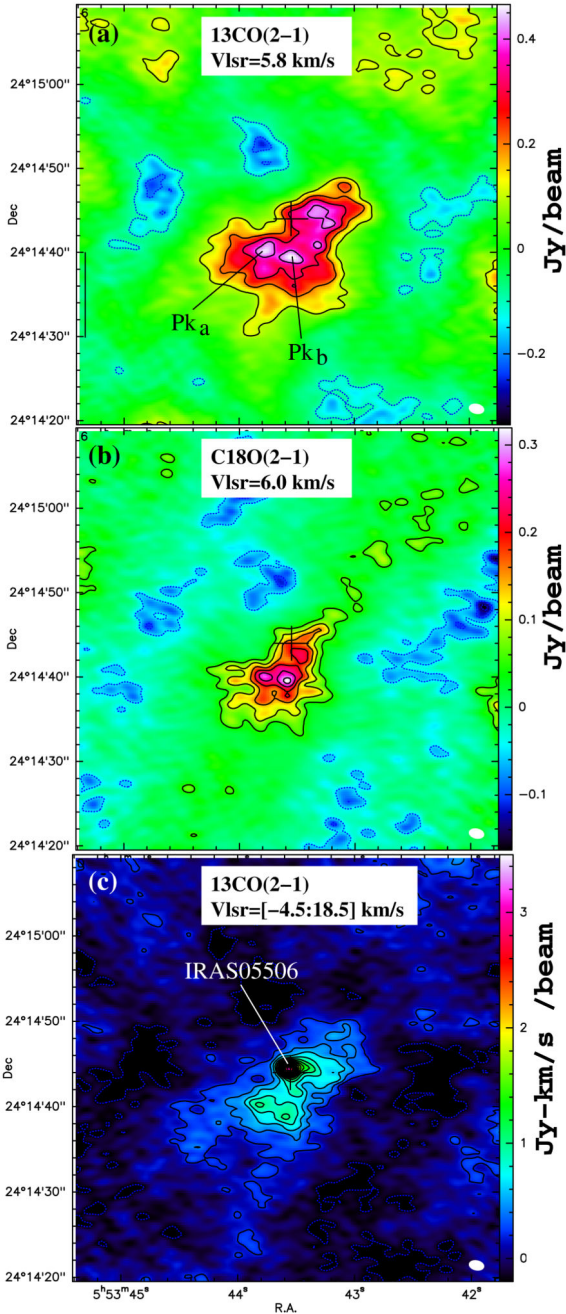 6
(a)
13CO(2−1)
Vlsr=5.8 km/s
24°15'00''
24°14'50''
24°14'40''
24°14'30''
24°14'20''
Dec
Pka
Pkb
0.4
0.2
0
−0.2
Jy/beam
6
(b)
C18O(2−1)
Vlsr=6.0 km/s
24°15'00''
24°14'50''
24°14'40''
24°14'30''
24°14'20''
Dec
0.3
0.2
0.1
0
−0.1
Jy/beam
(c)
13CO(2−1)
Vlsr=[−4.5:18.5] km/s
IRAS05506
24°15'00''
24°14'50''
24°14'40''
24°14'30''
24°14'20''
Dec
3
2
1
0
Jy−km/s /beam
5ʰ53ᵐ45ˢ
44ˢ
43ˢ
42ˢ
R.A.